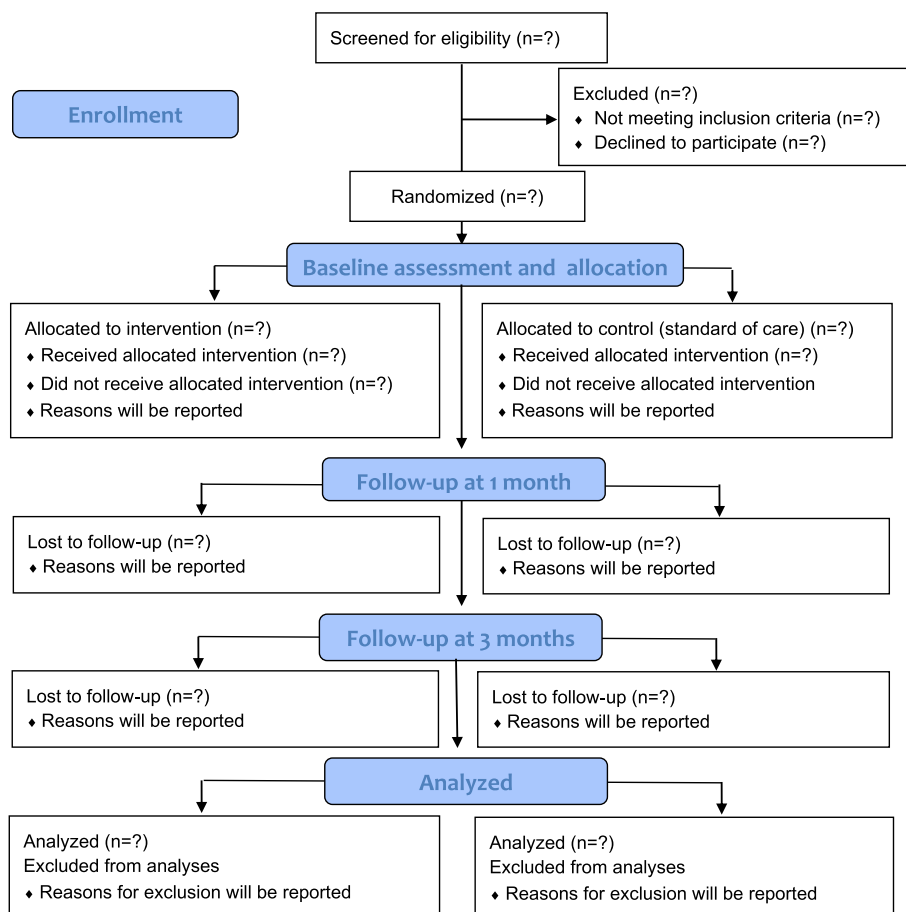 Screened for eligibility (n=?)
Enrollment
Excluded (n=?)
♦ Not meeting inclusion criteria (n=?)
♦ Declined to participate (n=?)
Randomized (n=?)
Baseline assessment and allocation
Allocated to intervention (n=?)
♦ Received allocated intervention (n=?)
♦ Did not receive allocated intervention (n=?)
♦ Reasons will be reported
Allocated to control (standard of care) (n=?)
♦ Received allocated intervention (n=?)
♦ Did not receive allocated intervention
♦ Reasons will be reported
Follow-up at 1 month
Lost to follow-up (n=?)
♦ Reasons will be reported
Lost to follow-up (n=?)
♦ Reasons will be reported
Follow-up at 3 months
Lost to follow-up (n=?)
♦ Reasons will be reported
Lost to follow-up (n=?)
♦ Reasons will be reported
Analyzed
Analyzed (n=?)
Excluded from analyses
♦ Reasons for exclusion will be reported
Analyzed (n=?)
Excluded from analyses
♦ Reasons for exclusion will be reported